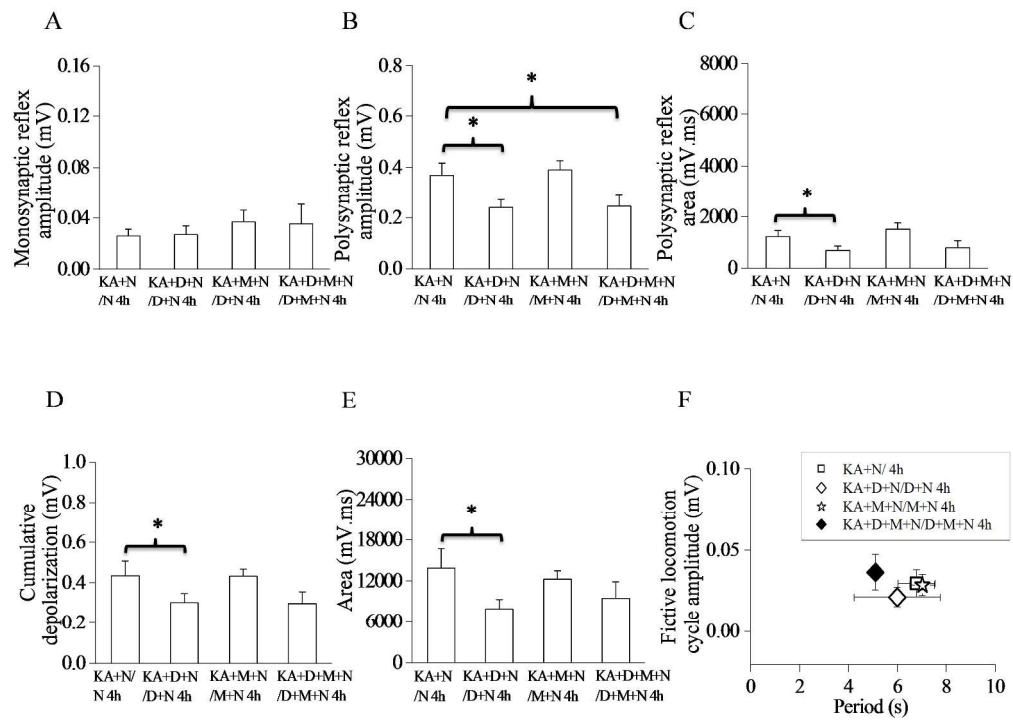 A
Monosynaptic reflex
amplitude (mV)
0.16
0.12
0.08
0.04
0.00
KA+N
/N 4h
KA+D+N
/D+N 4h
KA+M+N
/D+N 4h
KA+D+M+N
/D+M+N 4h
B
Polysynaptic reflex
amplitude (mV)
0.8
0.6
0.4
0.2
0.0
*
*
KA+N
/N 4h
KA+D+N
/D+N 4h
KA+M+N
/M+N 4h
KA+D+M+N
/D+M+N 4h
C
Polysynaptic reflex
area (mV.ms)
8000
6000
4000
2000
0
*
KA+N
/N 4h
KA+D+N
/D+N 4h
KA+M+N
/M+N 4h
KA+D+M+N
/D+M+N 4h
D
Cumulative
depolarization (mV)
1.0
0.8
0.6
0.4
0.2
0.0
*
KA+N/
N 4h
KA+D+N
/D+N 4h
KA+M+N
/M+N 4h
KA+D+M+N
/D+M+N 4h
E
Area (mV.ms)
30000
24000
18000
12000
6000
0
*
KA+N
/N 4h
KA+D+N
/D+N 4h
KA+M+N
/M+N 4h
KA+D+M+N
/D+M+N 4h
F
Fictive locomotion
cycle amplitude (mV)
0.10
0.05
0.00
KA+N/ 4h
KA+D+N/D+N 4h
KA+M+N/M+N 4h
KA+D+M+N/D+M+N 4h
0 2 4 6 8 10
Period (s)